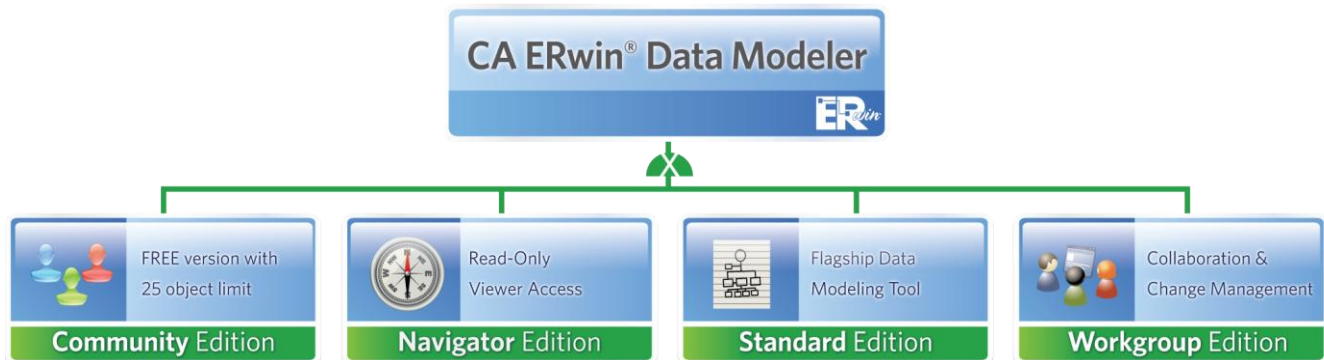 CA ERwin® Data Modeler
ERwin
X
FREE version with
25 object limit
Community Edition
N
E
S
W
Read-Only
Viewer Access
Navigator Edition
Flagship Data
Modeling Tool
Standard Edition
Collaboration &
Change Management
Workgroup Edition